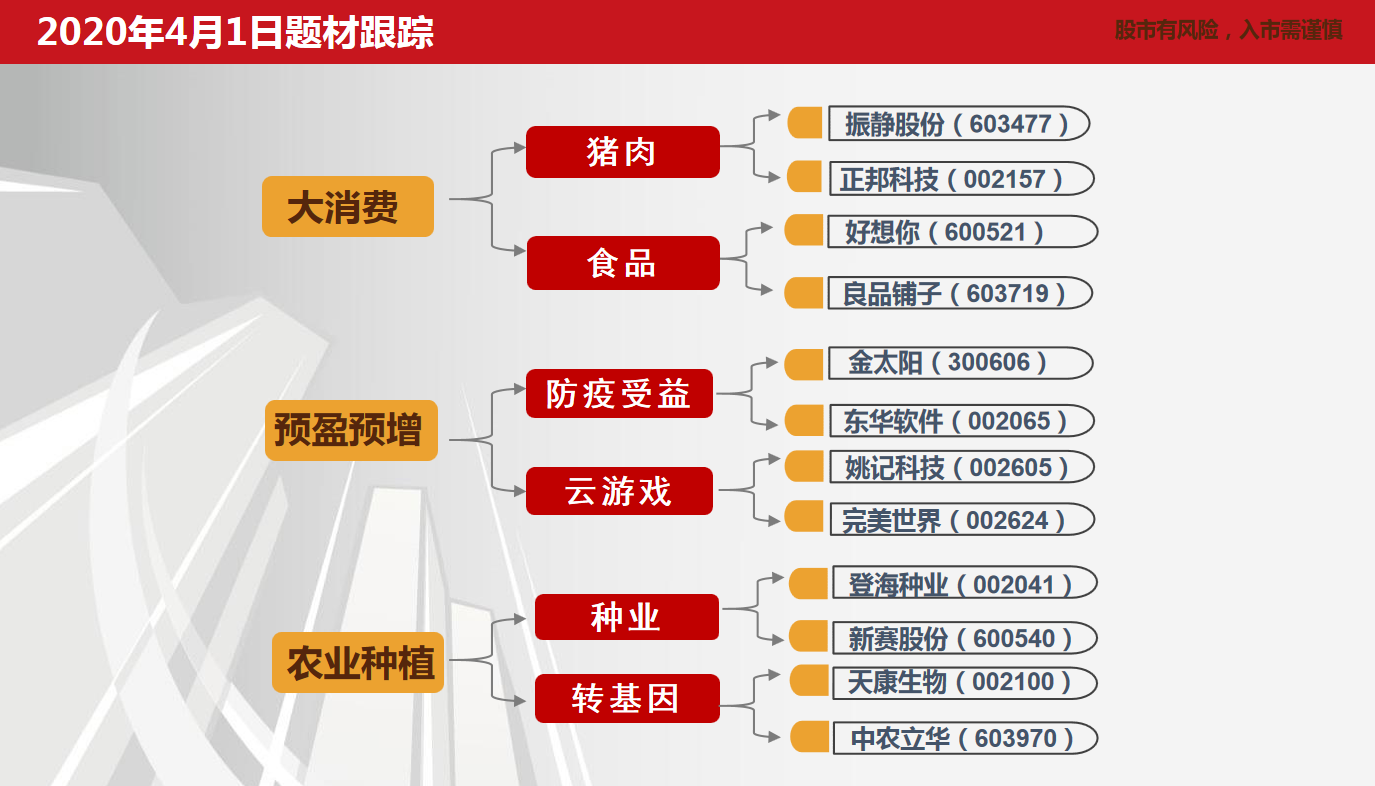 2020年4月1日题材跟踪
股市有风险，入市需谨慎
大消费
猪肉
振静股份（603477）
正邦科技（002157）
食品
好想你（600521）
良品铺子（603719）
预盈预增
防疫受益
金太阳（300606）
东华软件（002065）
云游戏
姚记科技（002605）
完美世界（002624）
农业种植
种业
登海种业（002041）
新赛股份（600540）
转基因
天康生物（002100）
中农立华（603970）